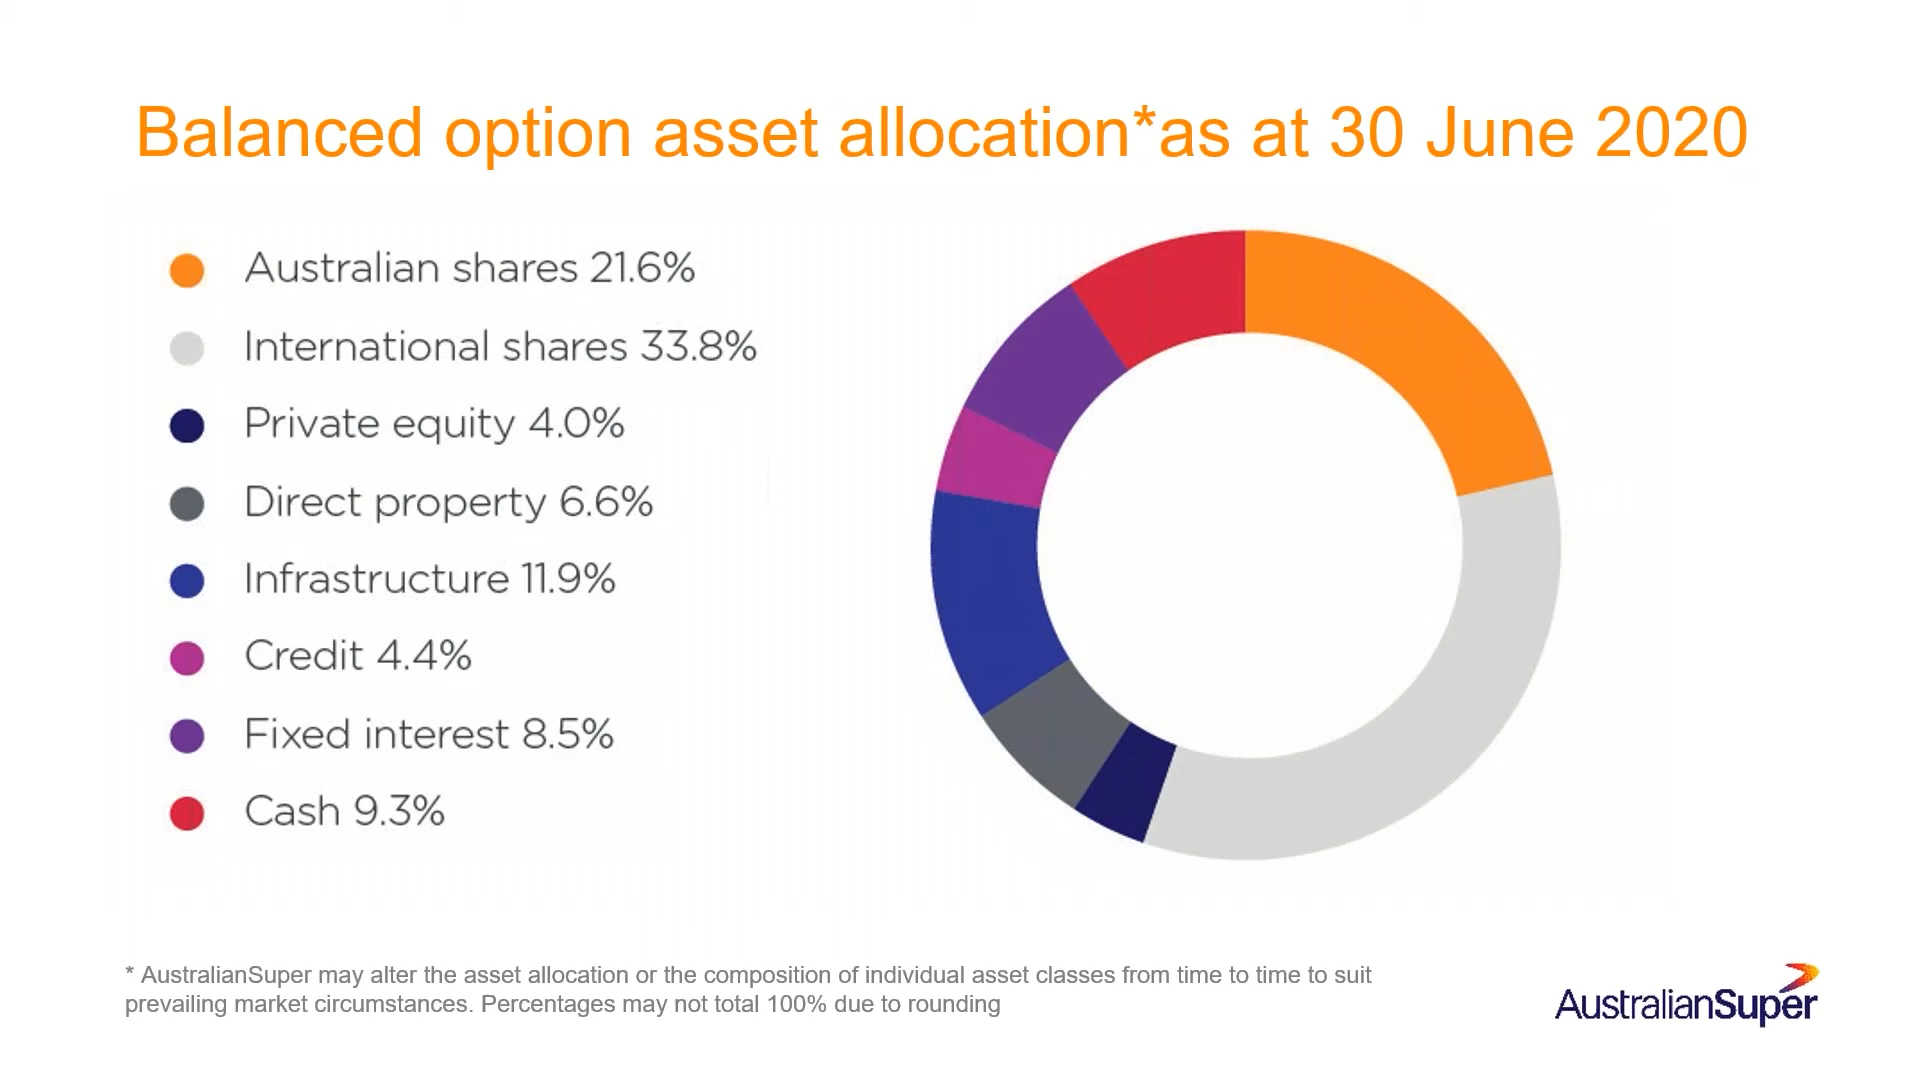 Balanced option asset allocation*as at 30 June 2020
Australian shares 21.6%
International shares 33.8%
Private equity 4.0%
Direct property 6.6%
Infrastructure 11.9%
Credit 4.4%
Fixed interest 8.5%
Cash 9.3%
* AustralianSuper may alter the asset allocation or the composition of individual asset classes from time to time to suit
prevailing market circumstances. Percentages may not total 100% due to rounding
AustralianSuper